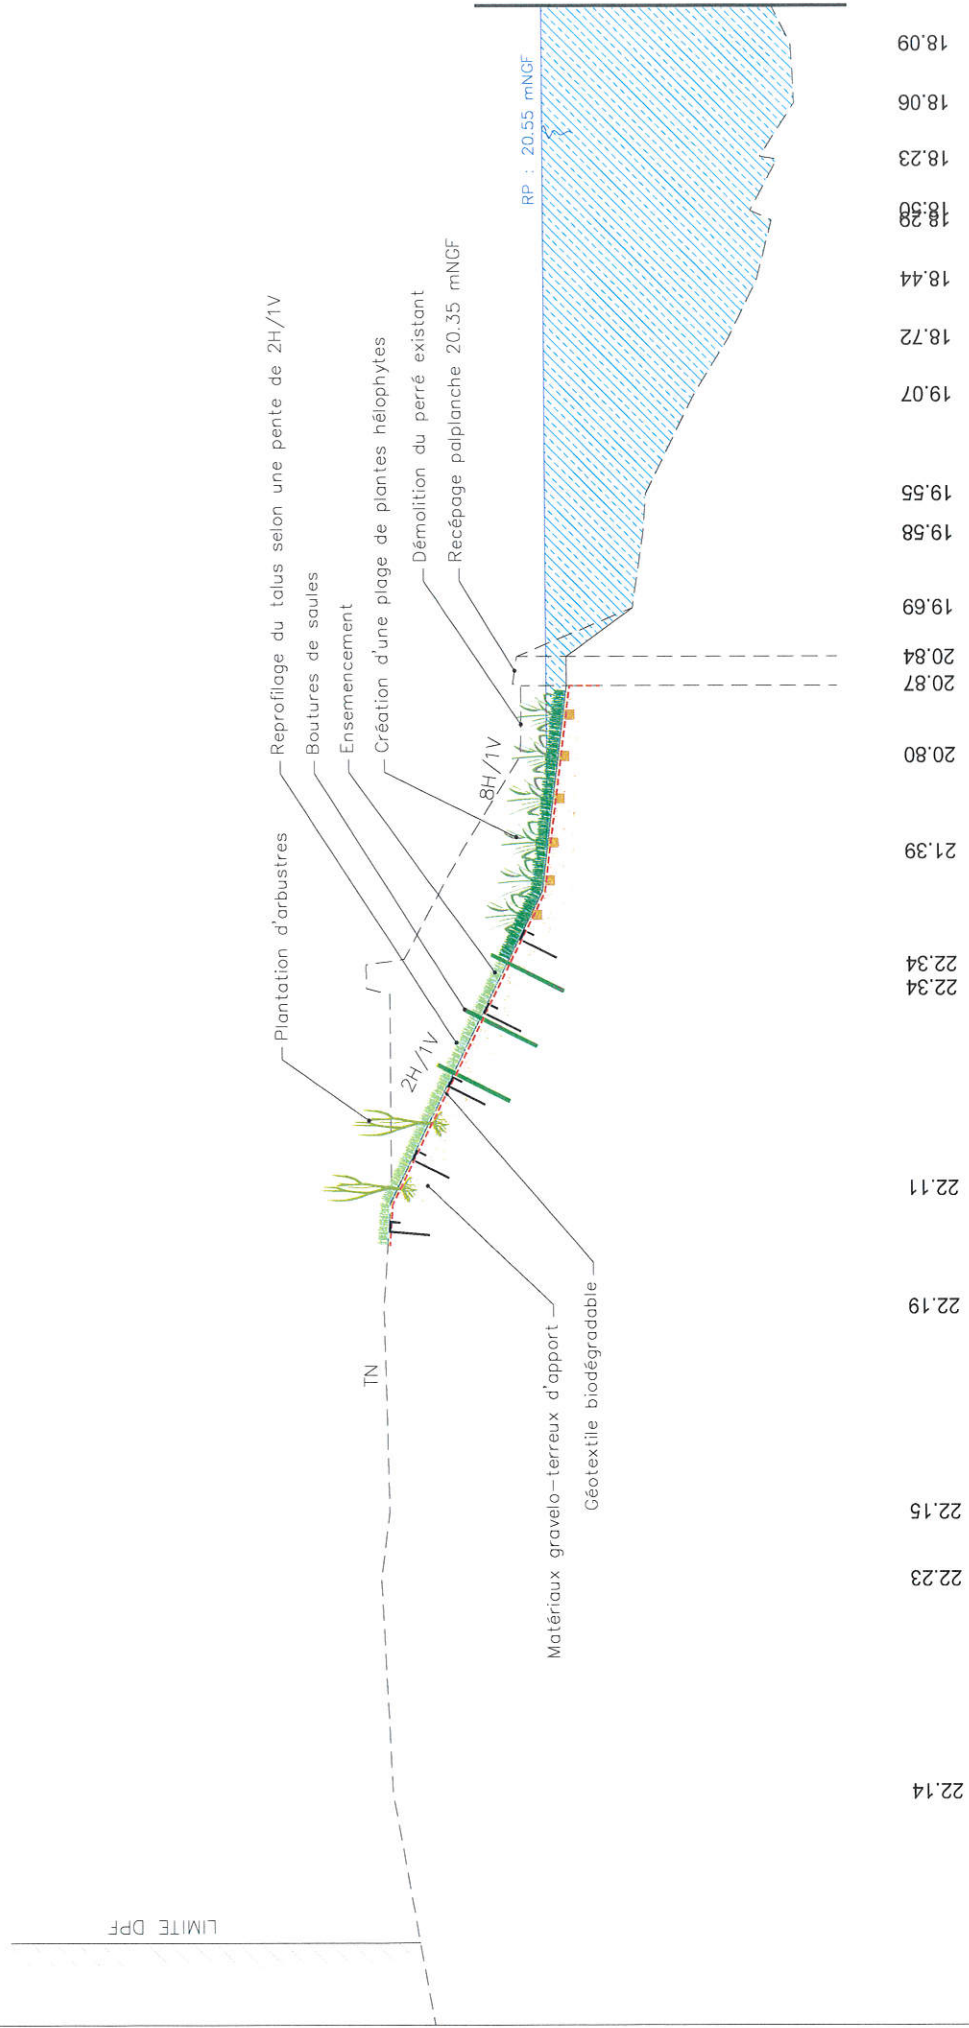 LIMITE DPF
TN
Plantation d'arbustres
Reprofilage du talus selon une pente de 2H/1V
Boutures de saules
Ensemencement
Création d'une plage de plantes hélophytes
Démolition du perré existant
Recépage palplanche 20.35 mNGF
RP : 20.55 mNGF
2H/1V
8H/1V
Matériaux gravelo-terreux d'apport
Géotextile biodégradable
22.14
22.23
22.15
22.19
22.11
22.34
22.34
21.39
20.80
20.87
20.84
19.69
19.58
19.55
19.07
18.72
18.44
18.29
18.50
18.23
18.06
18.09